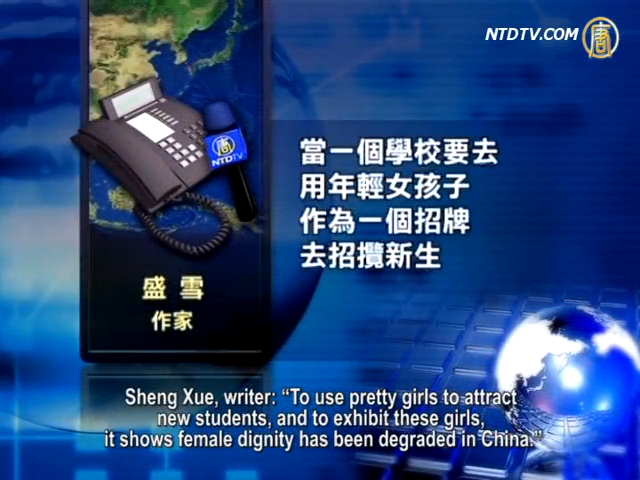 NTDTV.COM
唐
唐
NTDTV
當一個學校要去
用年輕女孩子
作為一個招牌
去招攬新生
盛雪
作家
Sheng Xue, writer: “To use pretty girls to attract
new students, and to exhibit these girls,
it shows female dignity has been degraded in China.”